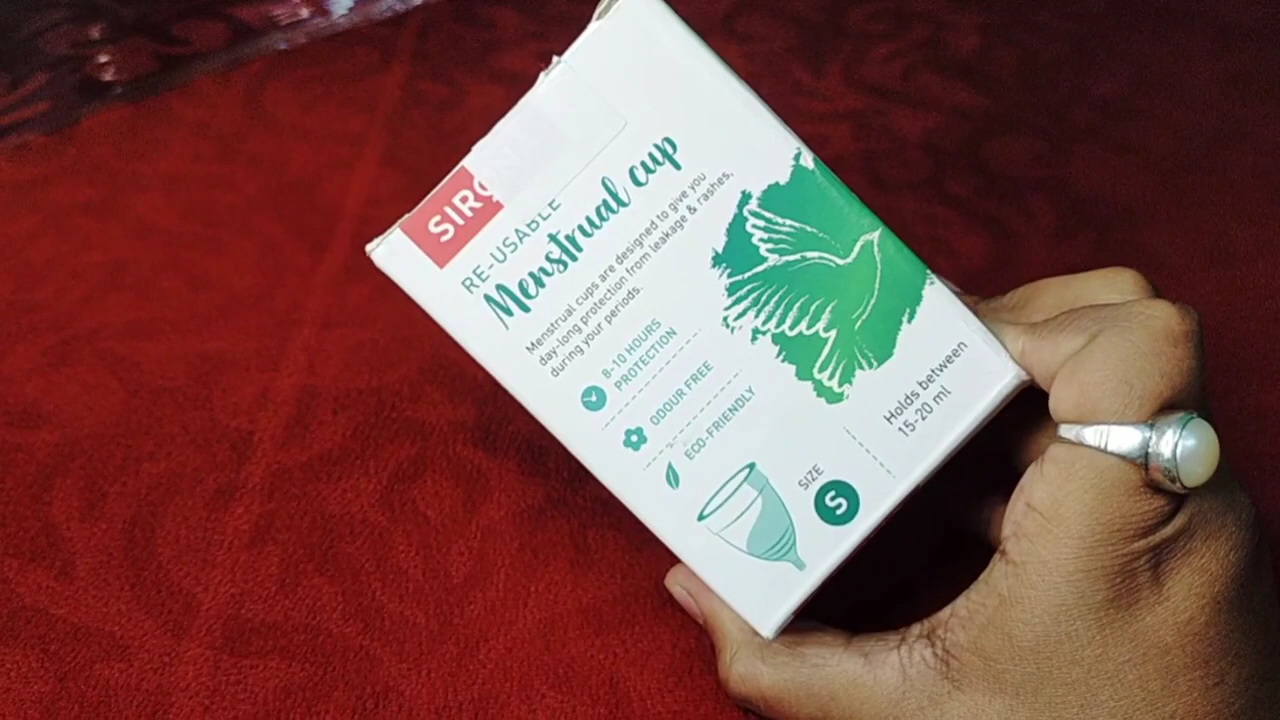 SIRO
RE-USABLE
Menstrual cup
Menstrual cups are designed to give you
day-long protection from leakage & rashes,
during your periods.
8-10 HOURS
PROTECTION
ODOUR FREE
ECO-FRIENDLY
SIZE
S
Holds between
15-20 ml